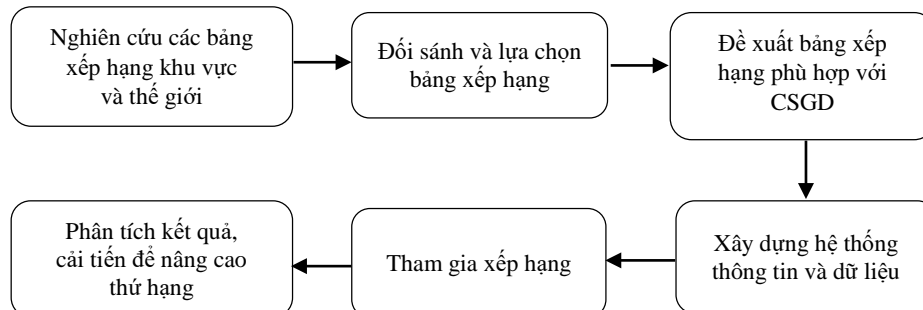 Nghiên cứu các bảng
xếp hạng khu vực
và thế giới
Đối sánh và lựa chọn
bảng xếp hạng
Đề xuất bảng xếp
hạng phù hợp với
CSGD
Xây dựng hệ thống
thông tin và dữ liệu
Tham gia xếp hạng
Phân tích kết quả,
cải tiến để nâng cao
thứ hạng